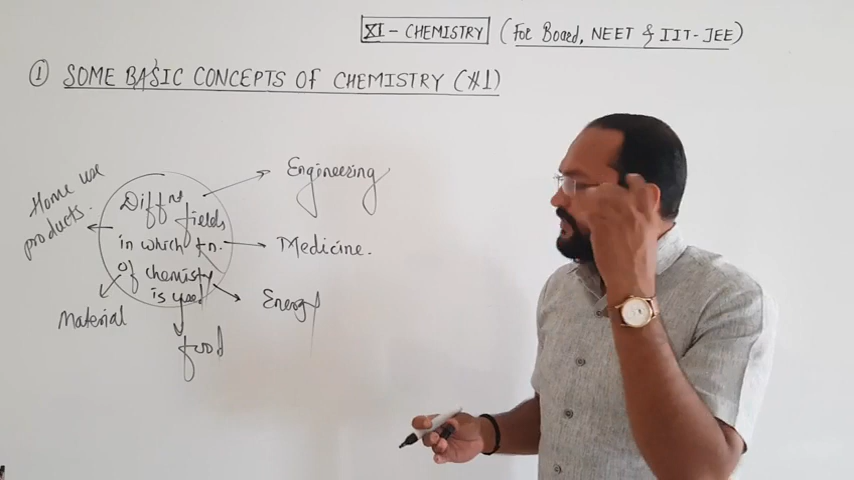 XI - CHEMISTRY (For Board, NEET & IIT-JEE)
① SOME BASIC CONCEPTS OF CHEMISTRY (#1)
Home use
products.
Diffnt
fields
in which fn.
of chemistry
is used
Engineering
Medicine.
Energy
Material
food